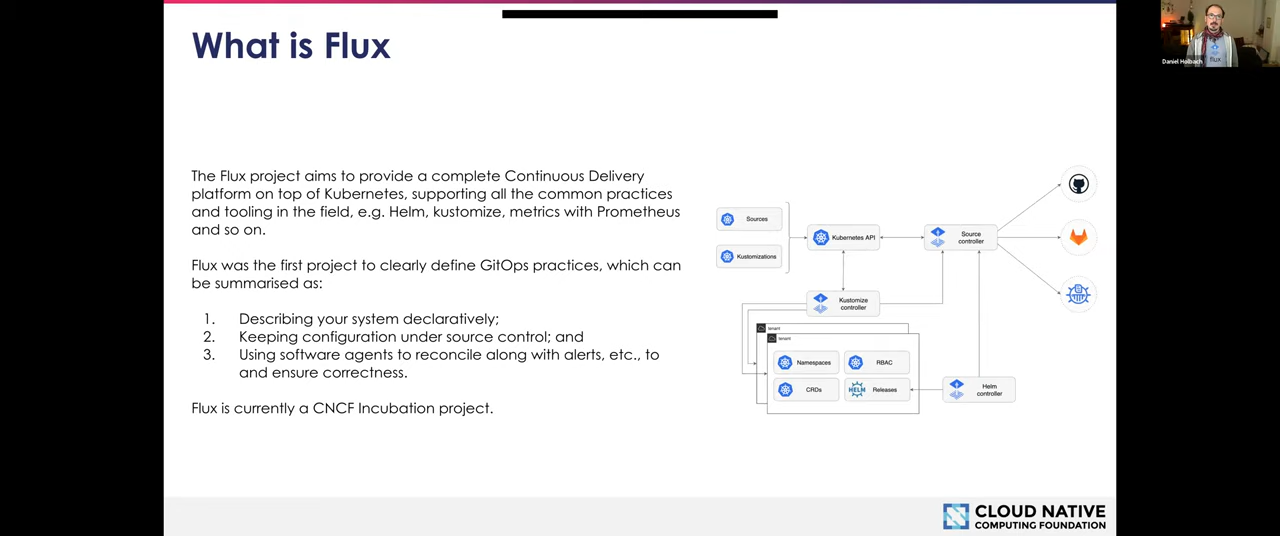 What is Flux
Daniel Holbach
flux
The Flux project aims to provide a complete Continuous Delivery
platform on top of Kubernetes, supporting all the common practices
and tooling in the field, e.g. Helm, kustomize, metrics with Prometheus
and so on.
Flux was the first project to clearly define GitOps practices, which can
be summarised as:
1. Describing your system declaratively;
2. Keeping configuration under source control; and
3. Using software agents to reconcile along with alerts, etc., to
and ensure correctness.
Flux is currently a CNCF Incubation project.
Sources
Kustomizations
Kubernetes API
Source
controller
Kustomize
controller
tenant
tenant
Namespaces
RBAC
CRDs
HELM
Releases
Helm
controller
CLOUD NATIVE
COMPUTING FOUNDATION